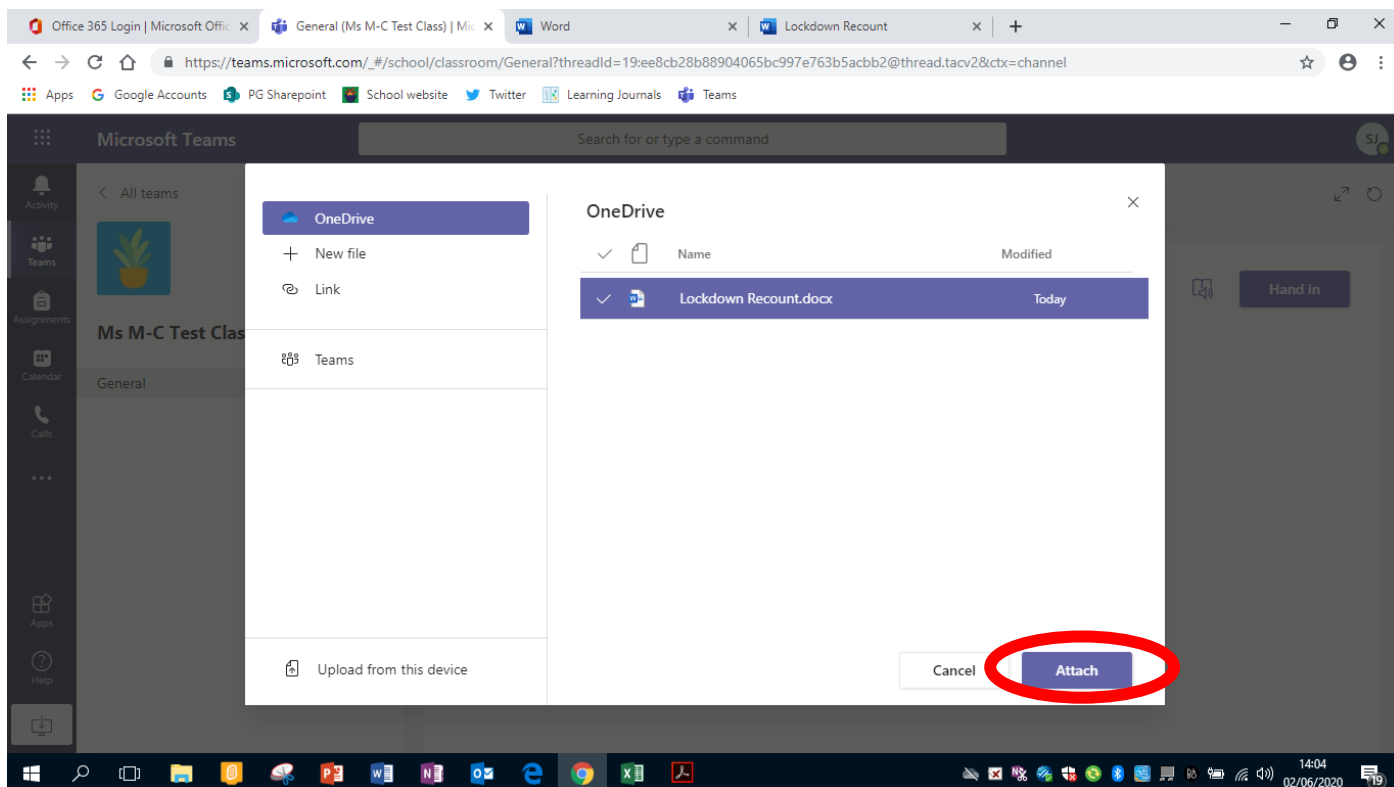 Office 365 Login | Microsoft Offic
General (Ms M-C Test Class) | Mic
Word
Lockdown Recount
https://teams.microsoft.com/_#/school/classroom/General?threadId=19:ee8cb28b88904065bc997e763b5acbb2@thread.tacv2&ctx=channel
Apps
Google Accounts
PG Sharepoint
School website
Twitter
Learning Journals
Teams
Microsoft Teams
Search for or type a command
SJ
Activity
Teams
Assignments
Calendar
Calls
Apps
Help
All teams
Ms M-C Test Clas
General
OneDrive
New file
Link
Teams
Upload from this device
OneDrive
Name
Modified
Lockdown Recount.docx
Today
Cancel
Attach
Hand in
14:04
02/06/2020
19